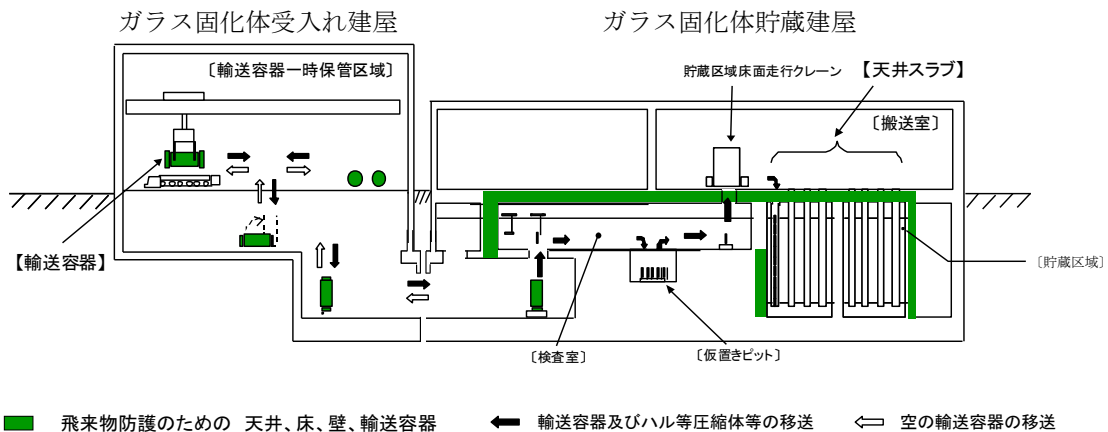 ガラス固化体受入れ建屋
ガラス固化体貯蔵建屋
〔輸送容器一時保管区域〕
貯蔵区域床面走行クレーン
【天井スラブ】
〔搬送室〕
【輸送容器】
〔貯蔵区域〕
〔検査室〕
〔仮置きピット〕
飛来物防護のための 天井、床、壁、輸送容器
輸送容器及びハル等圧縮体等の移送
空の輸送容器の移送